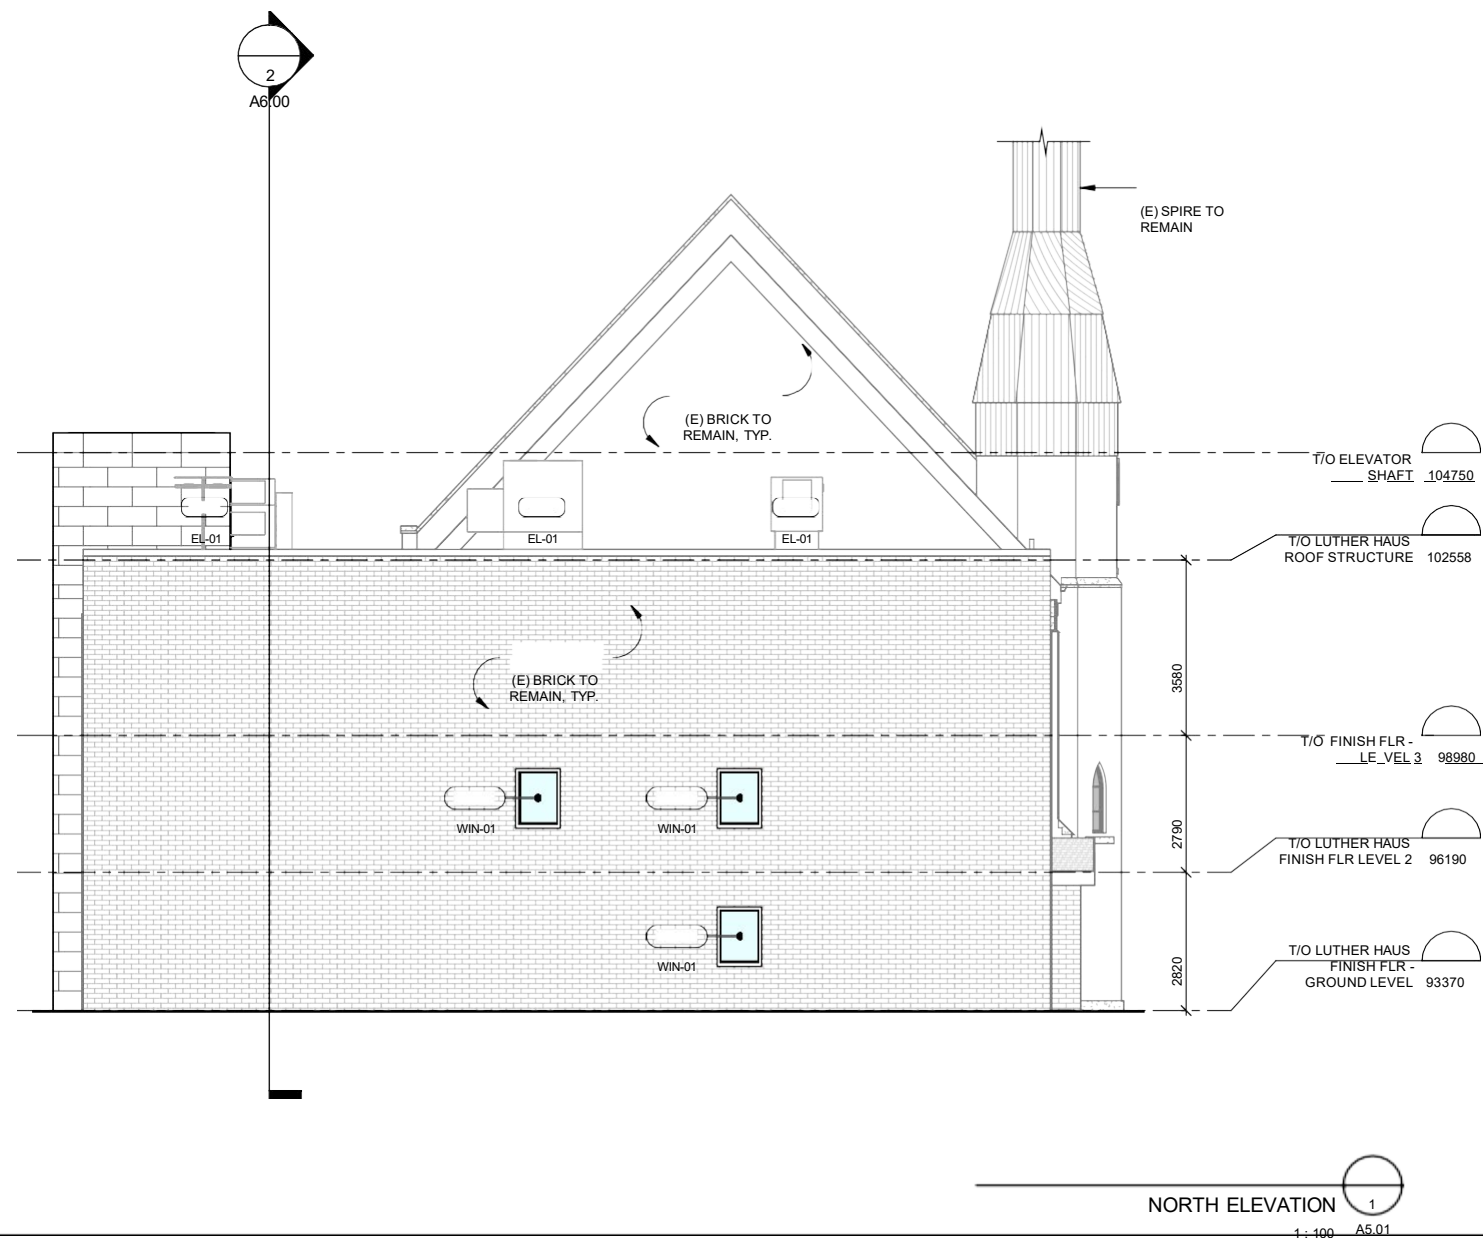 2
A6.00
(E) SPIRE TO
REMAIN
(E) BRICK TO
REMAIN, TYP.
T/O ELEVATOR
SHAFT 104750
EL-01
EL-01
EL-01
T/O LUTHER HAUS
ROOF STRUCTURE 102558
(E) BRICK TO
REMAIN, TYP.
3580
T/O FINISH FLR -
LEVEL 3 98980
WIN-01
WIN-01
2790
T/O LUTHER HAUS
FINISH FLR LEVEL 2 96190
WIN-01
2820
T/O LUTHER HAUS
FINISH FLR -
GROUND LEVEL 93370
NORTH ELEVATION 1
1 : 100 A5.01